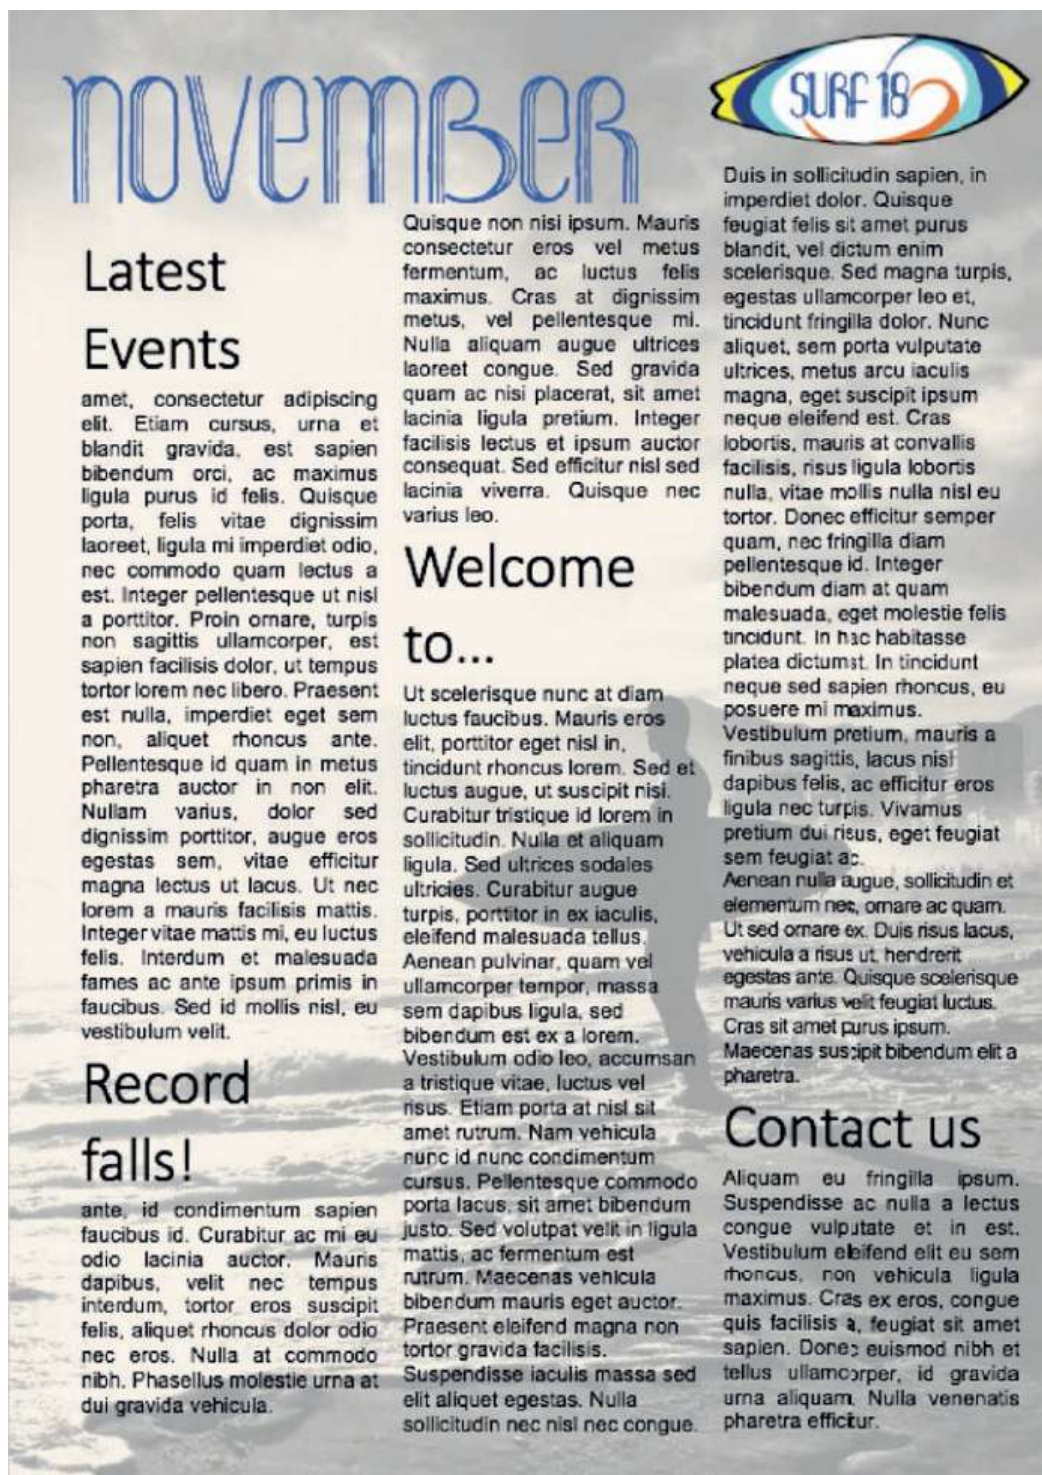 november
SURF 18
Latest
Events
amet, consectetur adipiscing
elit. Etiam cursus, urna et
blandit gravida, est sapien
bibendum orci, ac maximus
ligula purus id felis. Quisque
porta, felis vitae dignissim
laoreet, ligula mi imperdiet odio,
nec commodo quam lectus a
est. Integer pellentesque ut nisl
a porttitor. Proin ornare, turpis
non sagittis ullamcorper, est
sapien facilisis dolor, ut tempus
tortor lorem nec libero. Praesent
est nulla, imperdiet eget sem
non, aliquet rhoncus ante.
Pellentesque id quam in metus
pharetra auctor in non elit.
Nullam varius, dolor sed
dignissim porttitor, augue eros
egestas sem, vitae efficitur
magna lectus ut lacus. Ut nec
lorem a mauris facilisis mattis.
Integer vitae mattis mi, eu luctus
felis. Interdum et malesuada
fames ac ante ipsum primis in
faucibus. Sed id mollis nisl, eu
vestibulum velit.
Record
falls!
ante, id condimentum sapien
faucibus id. Curabitur ac mi eu
odio lacinia auctor. Mauris
dapibus, velit nec tempus
interdum, tortor eros suscipit
felis, aliquet rhoncus dolor odio
nec eros. Nulla at commodo
nibh. Phasellus molestie urna at
dui gravida vehicula.
Quisque non nisi ipsum. Mauris
consectetur eros vel metus
fermentum, ac luctus felis
maximus. Cras at dignissim
metus, vel pellentesque mi.
Nulla aliquam augue ultrices
laoreet congue. Sed gravida
quam ac nisi placerat, sit amet
lacinia ligula pretium. Integer
facilisis lectus et ipsum auctor
consequat. Sed efficitur nisl sed
lacinia viverra. Quisque nec
varius leo.
Welcome
to...
Ut scelerisque nunc at diam
luctus faucibus. Mauris eros
elit, porttitor eget nisl in,
tincidunt rhoncus lorem. Sed et
luctus augue, ut suscipit nisi.
Curabitur tristique id lorem in
sollicitudin. Nulla et aliquam
ligula. Sed ultrices sodales
ultricies. Curabitur augue
turpis, porttitor in ex iaculis,
eleifend malesuada tellus.
Aenean pulvinar, quam vel
ullamcorper tempor, massa
sem dapibus ligula, sed
bibendum est ex a lorem.
Vestibulum odio leo, accumsan
a tristique vitae, luctus vel
risus. Etiam porta at nisl sit
amet rutrum. Nam vehicula
nunc id nunc condimentum
cursus. Pellentesque commodo
porta lacus, sit amet bibendum
justo. Sed volutpat velit in ligula
mattis, ac fermentum est
rutrum. Maecenas vehicula
bibendum mauris eget auctor.
Praesent eleifend magna non
tortor gravida facilisis.
Suspendisse iaculis massa sed
elit aliquet egestas. Nulla
sollicitudin nec nisl nec congue.
Duis in sollicitudin sapien, in
imperdiet dolor. Quisque
feugiat felis sit amet purus
blandit, vel dictum enim
scelerisque. Sed magna turpis,
egestas ullamcorper leo et,
tincidunt fringilla dolor. Nunc
aliquet, sem porta vulputate
ultrices, metus arcu iaculis
magna, eget suscipit ipsum
neque eleifend est. Cras
lobortis, mauris at convallis
facilisis, risus ligula lobortis
nulla, vitae mollis nulla nisl eu
tortor. Donec efficitur semper
quam, nec fringilla diam
pellentesque id. Integer
bibendum diam at quam
malesuada, eget molestie felis
tincidunt. In hac habitasse
platea dictumst. In tincidunt
neque sed sapien rhoncus, eu
posuere mi maximus.
Vestibulum pretium, mauris a
finibus sagittis, lacus nisl
dapibus felis, ac efficitur eros
ligula nec turpis. Vivamus
pretium dui risus, eget feugiat
sem feugiat ac.
Aenean nulla augue, sollicitudin et
elementum nec, ornare ac quam.
Ut sed ornare ex. Duis risus lacus,
vehicula a risus ut, hendrerit
egestas ante. Quisque scelerisque
mauris varius velit feugiat luctus.
Cras sit amet purus ipsum.
Maecenas suscipit bibendum elit a
pharetra.
Contact us
Aliquam eu fringilla ipsum.
Suspendisse ac nulla a lectus
congue vulputate et in est.
Vestibulum eleifend elit eu sem
rhoncus, non vehicula ligula
maximus. Cras ex eros, congue
quis facilisis a, feugiat sit amet
sapien. Donec euismod nibh et
tellus ullamcorper, id gravida
urna aliquam. Nulla venenatis
pharetra efficitur.